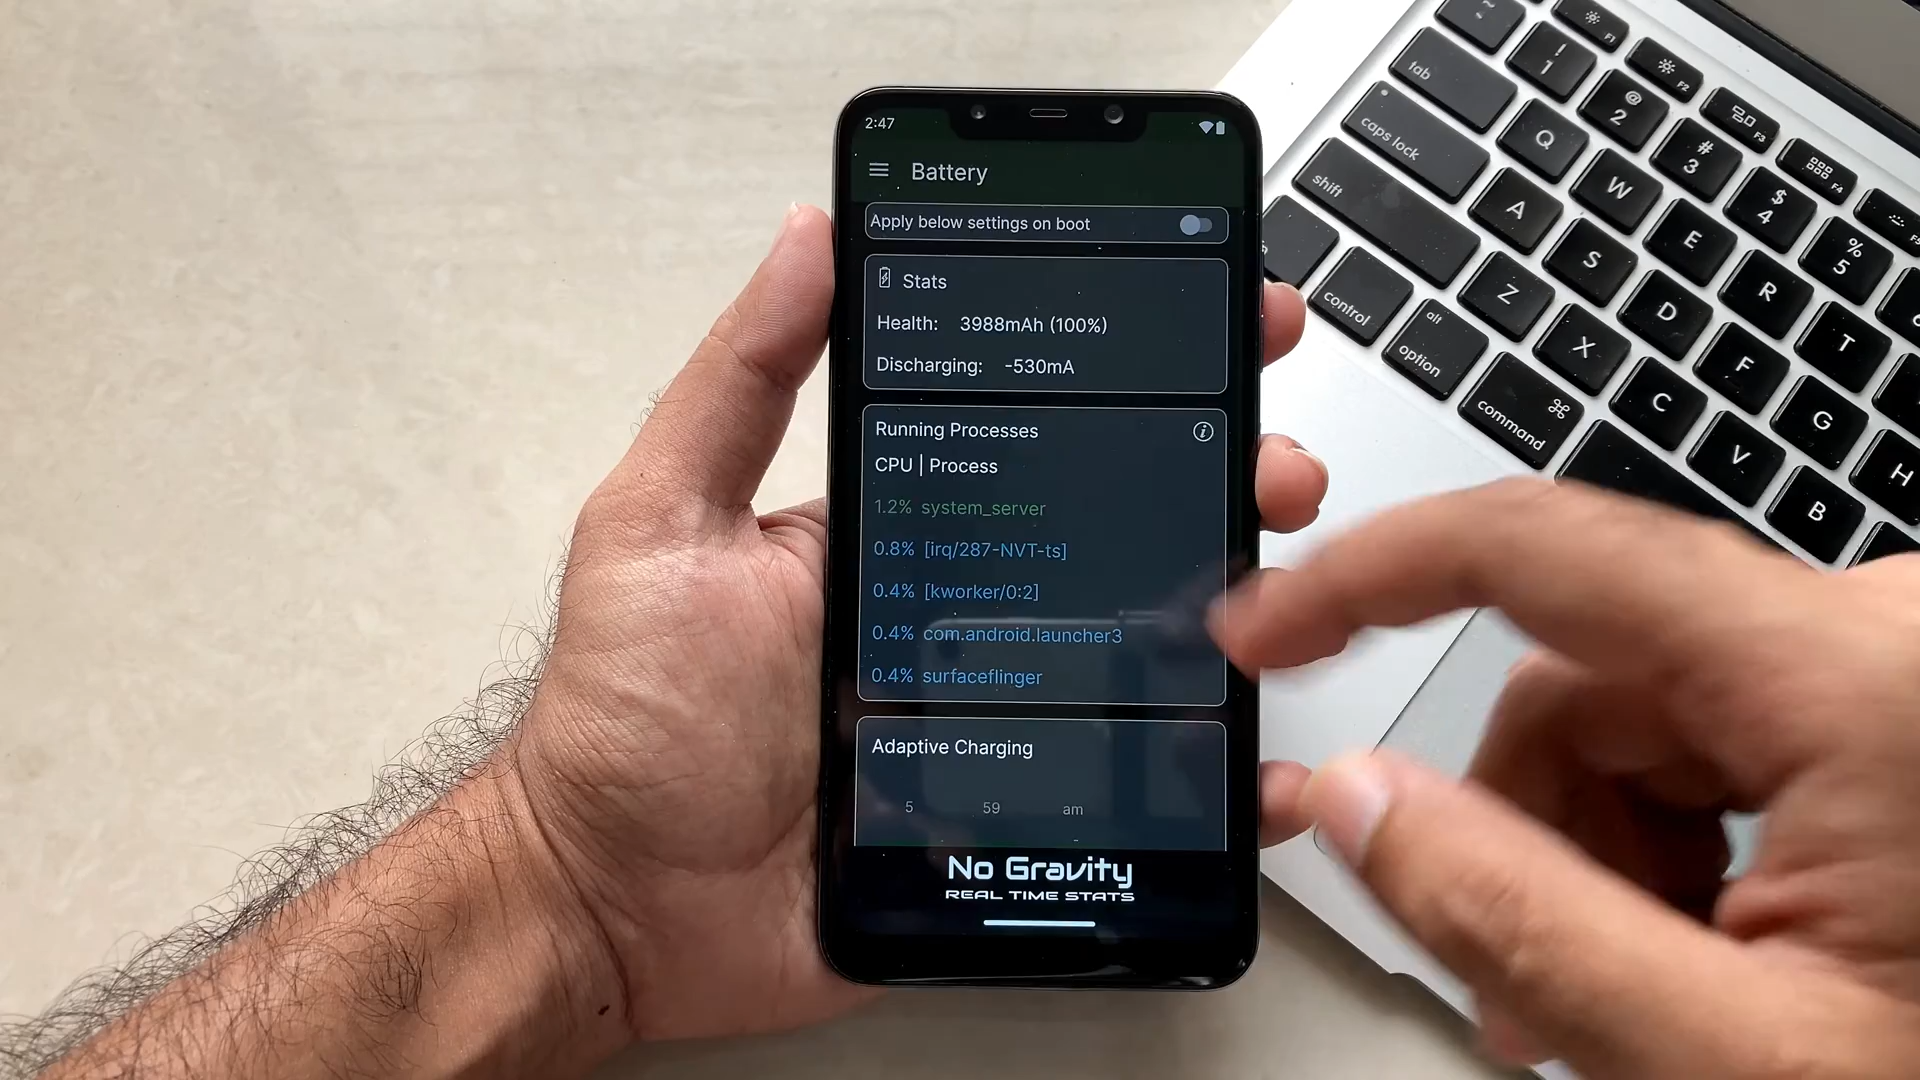 2:47
Battery
Apply below settings on boot
Stats
Health: 3988mAh (100%)
Discharging: -530mA
Running Processes
CPU | Process
1.2% system_server
0.8% [irq/287-NVT-ts]
0.4% [kworker/0:2]
0.4% com.android.launcher3
0.4% surfaceflinger
Adaptive Charging
5 59 am
No Gravity
REAL TIME STATS
~
F1
F2
F3
F4
tab
! 1
@ 2
# 3
$ 4
% 5
caps lock
Q
W
E
R
T
shift
A
S
D
F
G
H
control
Z
X
C
V
B
alt
option
⌘
command